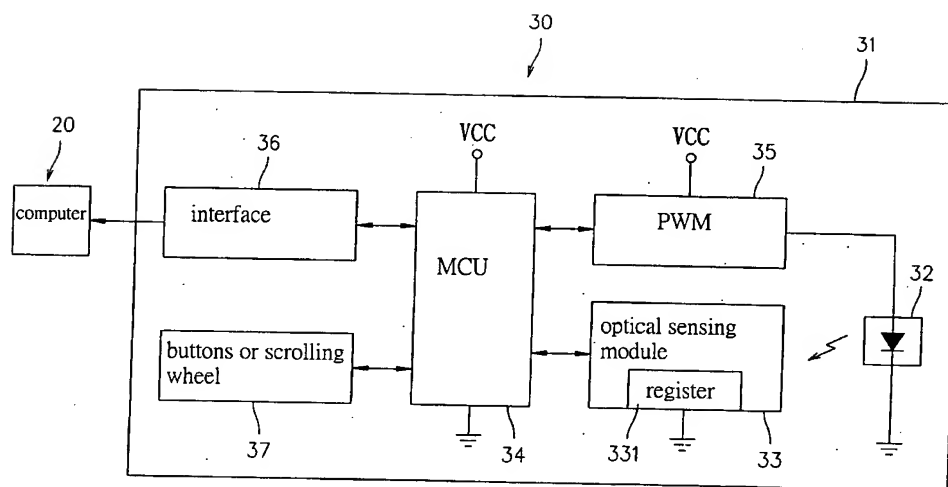 30
31
20
36
VCC
VCC
35
computer
interface
MCU
PWM
32
optical sensing
module
buttons or scrolling
wheel
register
37
34
331
33